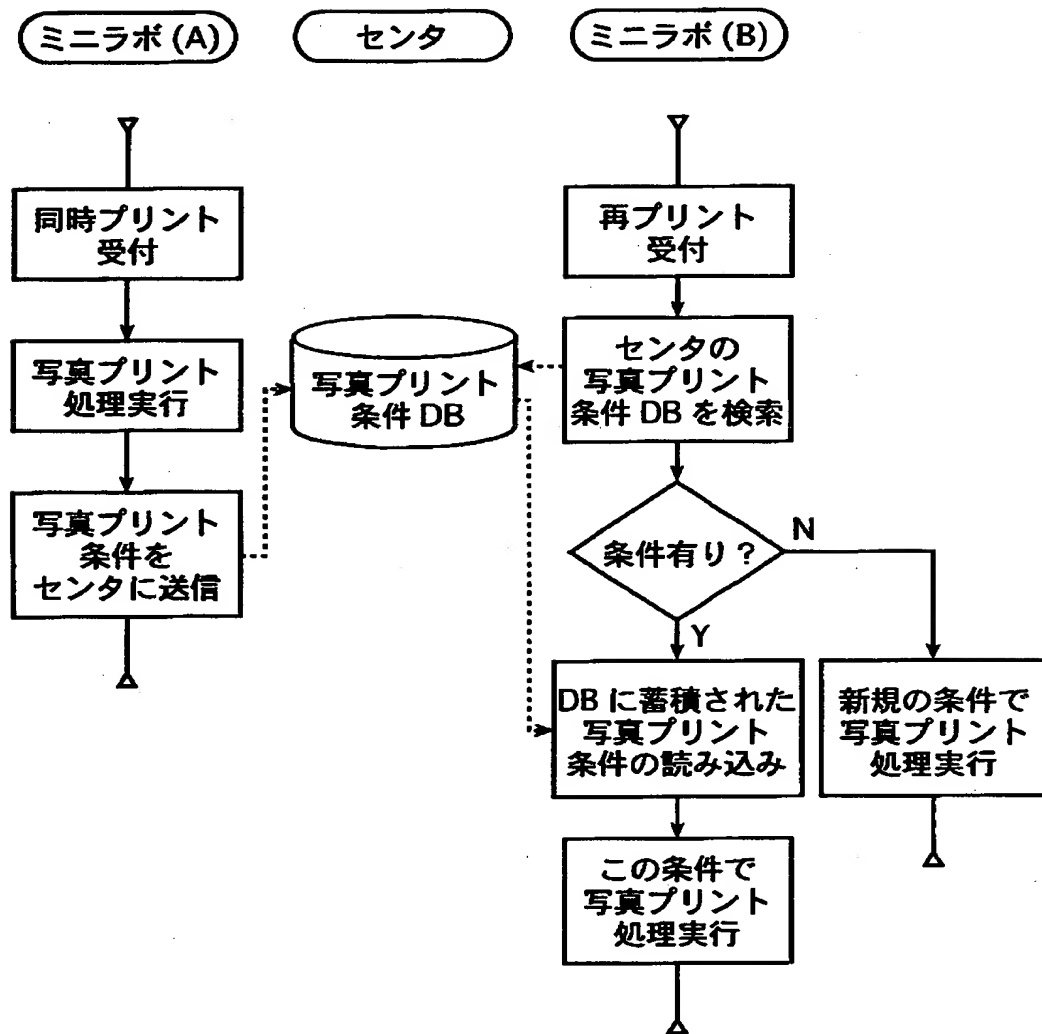 ミニラボ (A)
センタ
ミニラボ (B)
同時プリント
受付
写真プリント
処理実行
写真プリント
条件を
センタに送信
写真プリント
条件 DB
再プリント
受付
センタの
写真プリント
条件 DB を検索
条件有り？
N
Y
DB に蓄積された
写真プリント
条件の読み込み
新規の条件で
写真プリント
処理実行
この条件で
写真プリント
処理実行